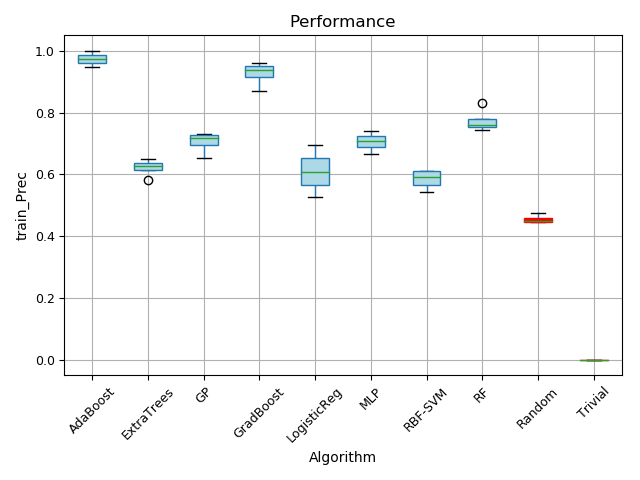 Performance
train_Prec
1.0
0.8
0.6
0.4
0.2
0.0
AdaBoost
ExtraTrees
GP
GradBoost
LogisticReg
MLP
RBF-SVM
RF
Random
Trivial
Algorithm